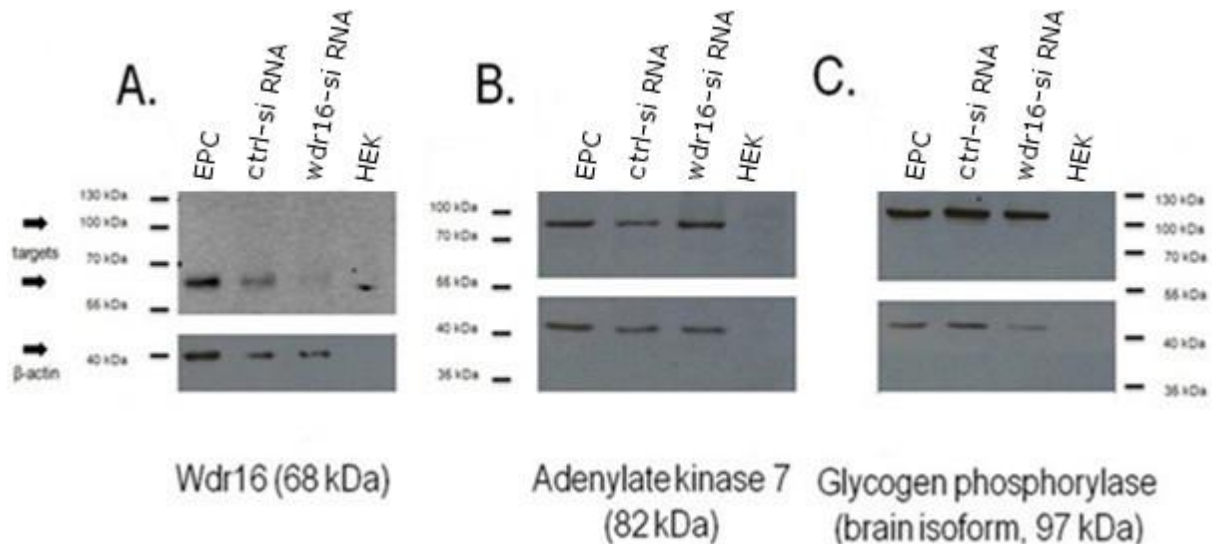 A.
EPC
ctrl-si RNA
wdr16-si RNA
HEK
130 kDa
100 kDa
targets
70 kDa
55 kDa
40 kDa
β-actin
Wdr16 (68 kDa)
B.
EPC
ctrl-si RNA
wdr16-si RNA
HEK
100 kDa
70 kDa
55 kDa
40 kDa
35 kDa
Adenylate kinase 7
(82 kDa)
C.
EPC
ctrl-si RNA
wdr16-si RNA
HEK
130 kDa
100 kDa
70 kDa
55 kDa
40 kDa
35 kDa
Glycogen phosphorylase
(brain isoform, 97 kDa)